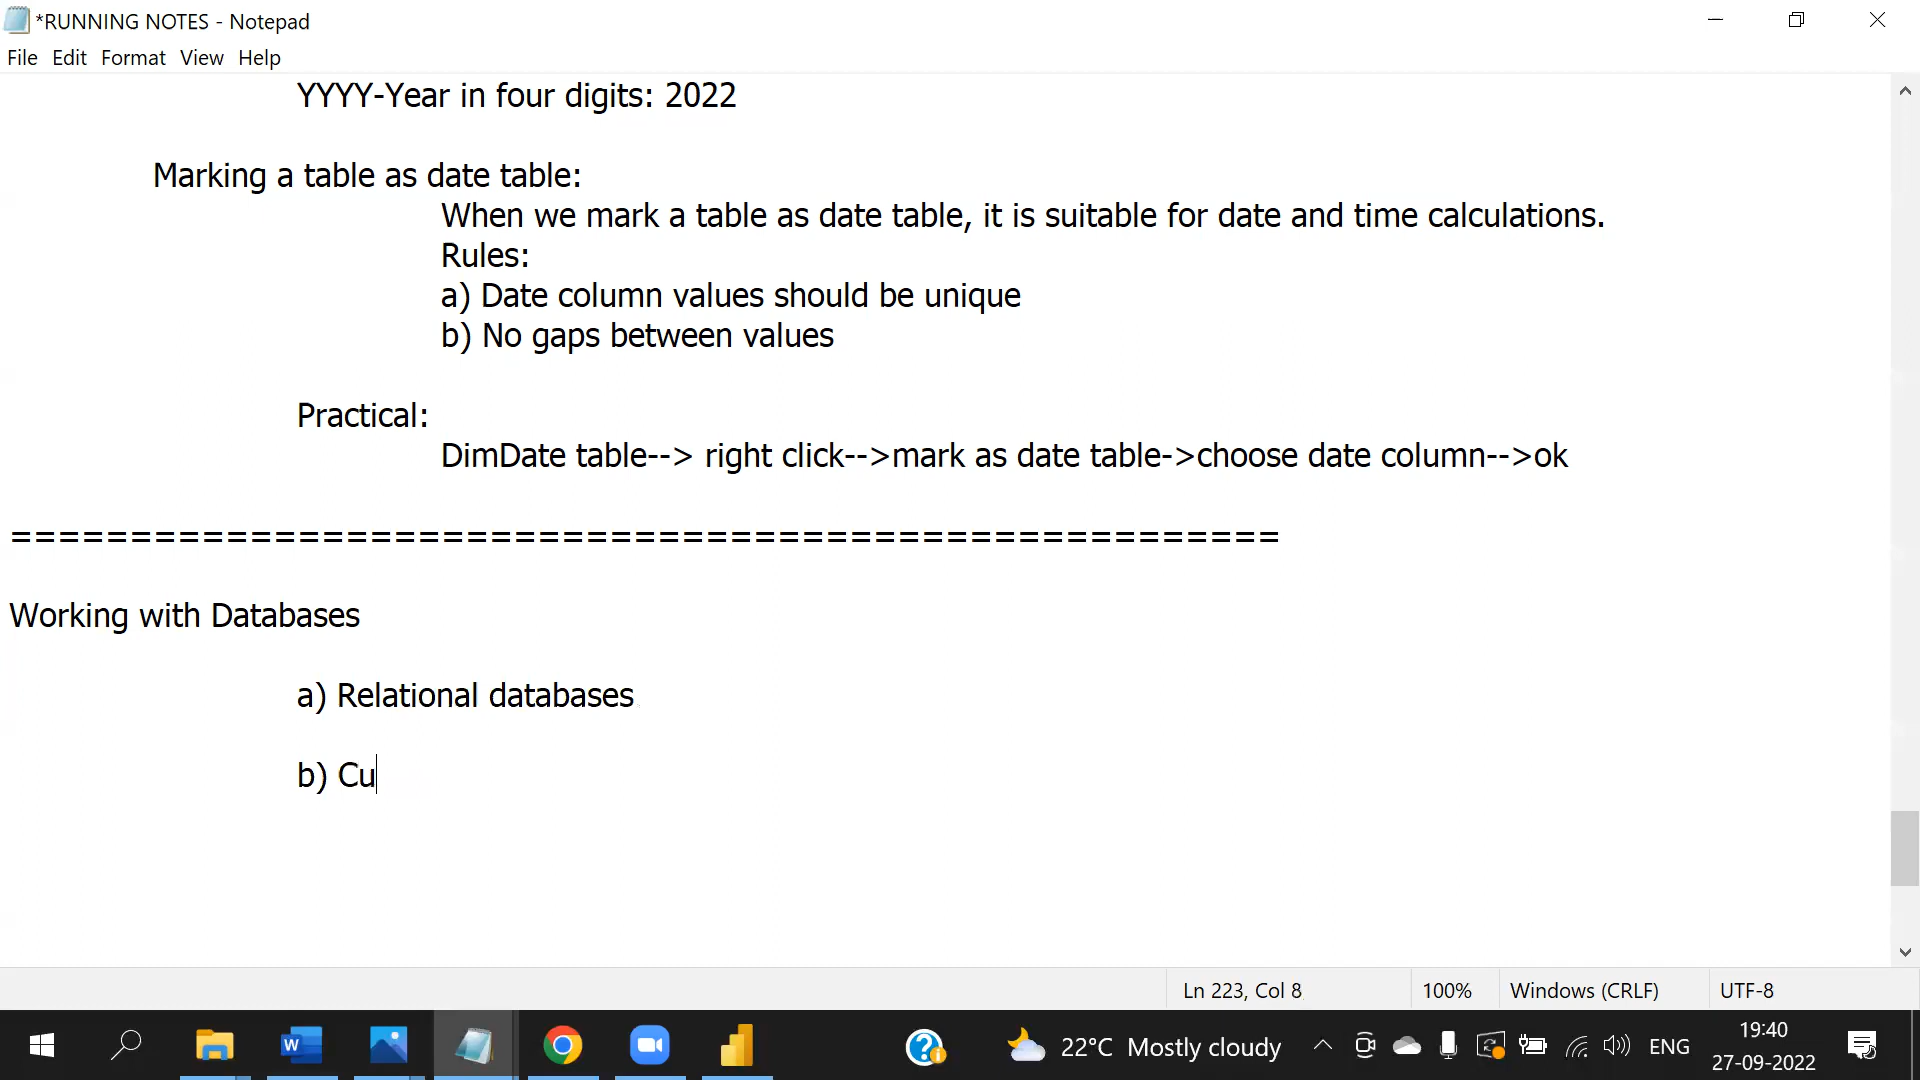 *RUNNING NOTES - Notepad
File Edit Format View Help
YYYY-Year in four digits: 2022
Marking a table as date table:
When we mark a table as date table, it is suitable for date and time calculations.
Rules:
a) Date column values should be unique
b) No gaps between values
Practical:
DimDate table--> right click-->mark as date table->choose date column-->ok
=====================================================
Working with Databases
a) Relational databases
b) Cu
Ln 223, Col 8 100% Windows (CRLF) UTF-8
W 22°C Mostly cloudy ENG 19:40
27-09-2022